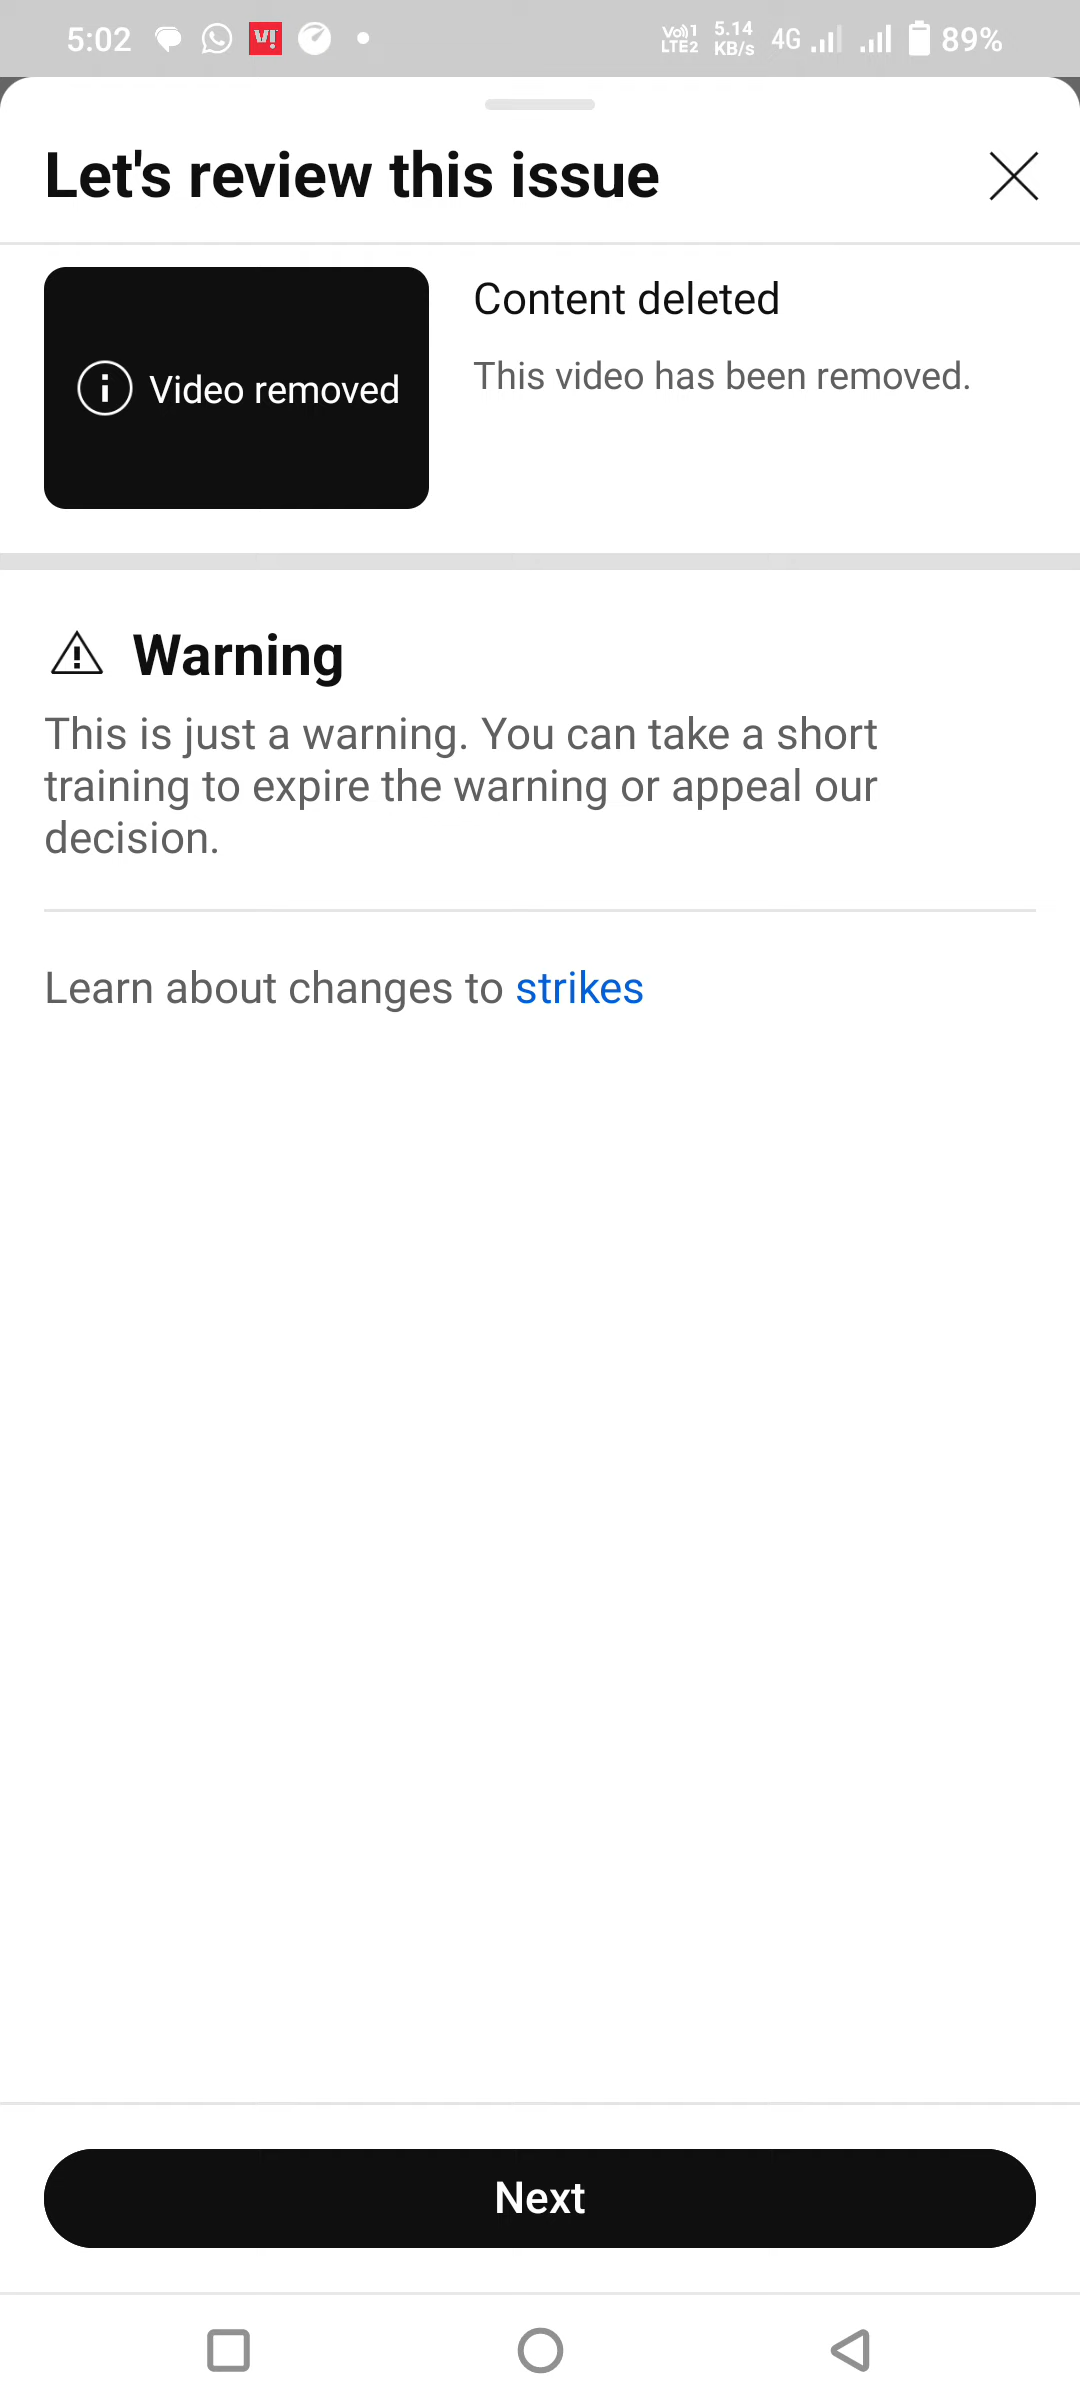 5:02 V! Vo)) 1 LTE2 5.14 KB/s 4G 89%
Let's review this issue
Video removed
Content deleted
This video has been removed.
Warning
This is just a warning. You can take a short
training to expire the warning or appeal our
decision.
Learn about changes to strikes
Next